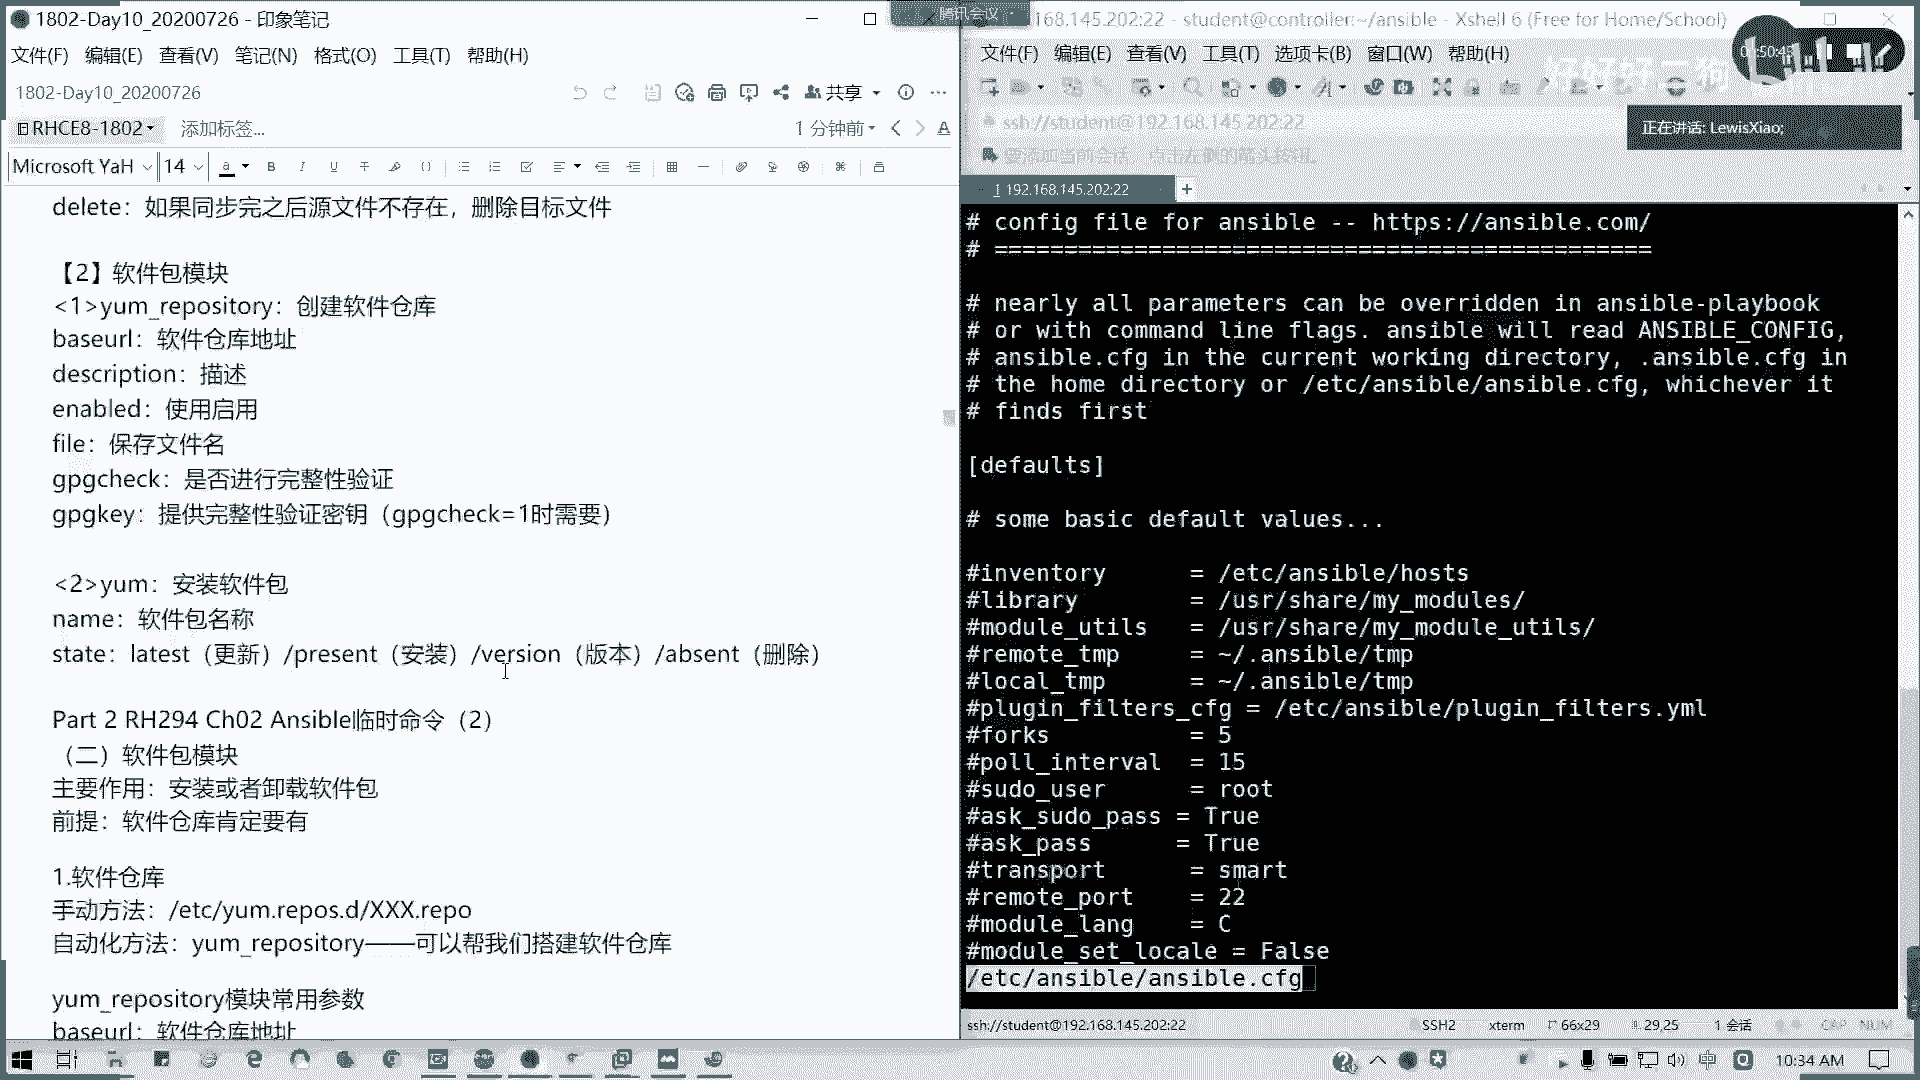 1802-Day10_20200726 - 印象笔记
文件(F) 编辑(E) 查看(V) 笔记(N) 格式(O) 工具(T) 帮助(H)
1802-Day10_20200726
共享
RHCE8-1802
添加标签...
1 分钟前
Microsoft YaH
14
delete：如果同步完之后源文件不存在，删除目标文件
【2】软件包模块
<1>yum_repository：创建软件仓库
baseurl：软件仓库地址
description：描述
enabled：使用启用
file：保存文件名
gpgcheck：是否进行完整性验证
gpgkey：提供完整性验证密钥（gpgcheck=1时需要）
<2>yum：安装软件包
name：软件包名称
state：latest（更新）/present（安装）/version（版本）/absent（删除）
Part 2 RH294 Ch02 Ansible临时命令（2）
（二）软件包模块
主要作用：安装或者卸载软件包
前提：软件仓库肯定要有
1.软件仓库
手动方法：/etc/yum.repos.d/XXX.repo
自动化方法：yum_repository——可以帮我们搭建软件仓库
yum_repository模块常用参数
baseurl：软件仓库地址
腾讯会议
168.145.202:22 - student@controller:~/ansible - Xshell 6 (Free for Home/School)
文件(F) 编辑(E) 查看(V) 工具(T) 选项卡(B) 窗口(W) 帮助(H)
ssh://student@192.168.145.202:22
正在讲话: LewisXiao;
要添加当前会话，点击左侧的箭头按钮。
1 192.168.145.202:22
# config file for ansible -- https://ansible.com/
# ===============================================
# nearly all parameters can be overridden in ansible-playbook
# or with command line flags. ansible will read ANSIBLE_CONFIG,
# ansible.cfg in the current working directory, .ansible.cfg in
# the home directory or /etc/ansible/ansible.cfg, whichever it
# finds first
[defaults]
# some basic default values...
#inventory      = /etc/ansible/hosts
#library        = /usr/share/my_modules/
#module_utils   = /usr/share/my_module_utils/
#remote_tmp     = ~/.ansible/tmp
#local_tmp      = ~/.ansible/tmp
#plugin_filters_cfg = /etc/ansible/plugin_filters.yml
#forks          = 5
#poll_interval  = 15
#sudo_user      = root
#ask_sudo_pass = True
#ask_pass      = True
#transport      = smart
#remote_port    = 22
#module_lang    = C
#module_set_locale = False
/etc/ansible/ansible.cfg
ssh://student@192.168.145.202:22
SSH2 xterm 66x29 29,25 1 会话 CAP NUM
中
10:34 AM